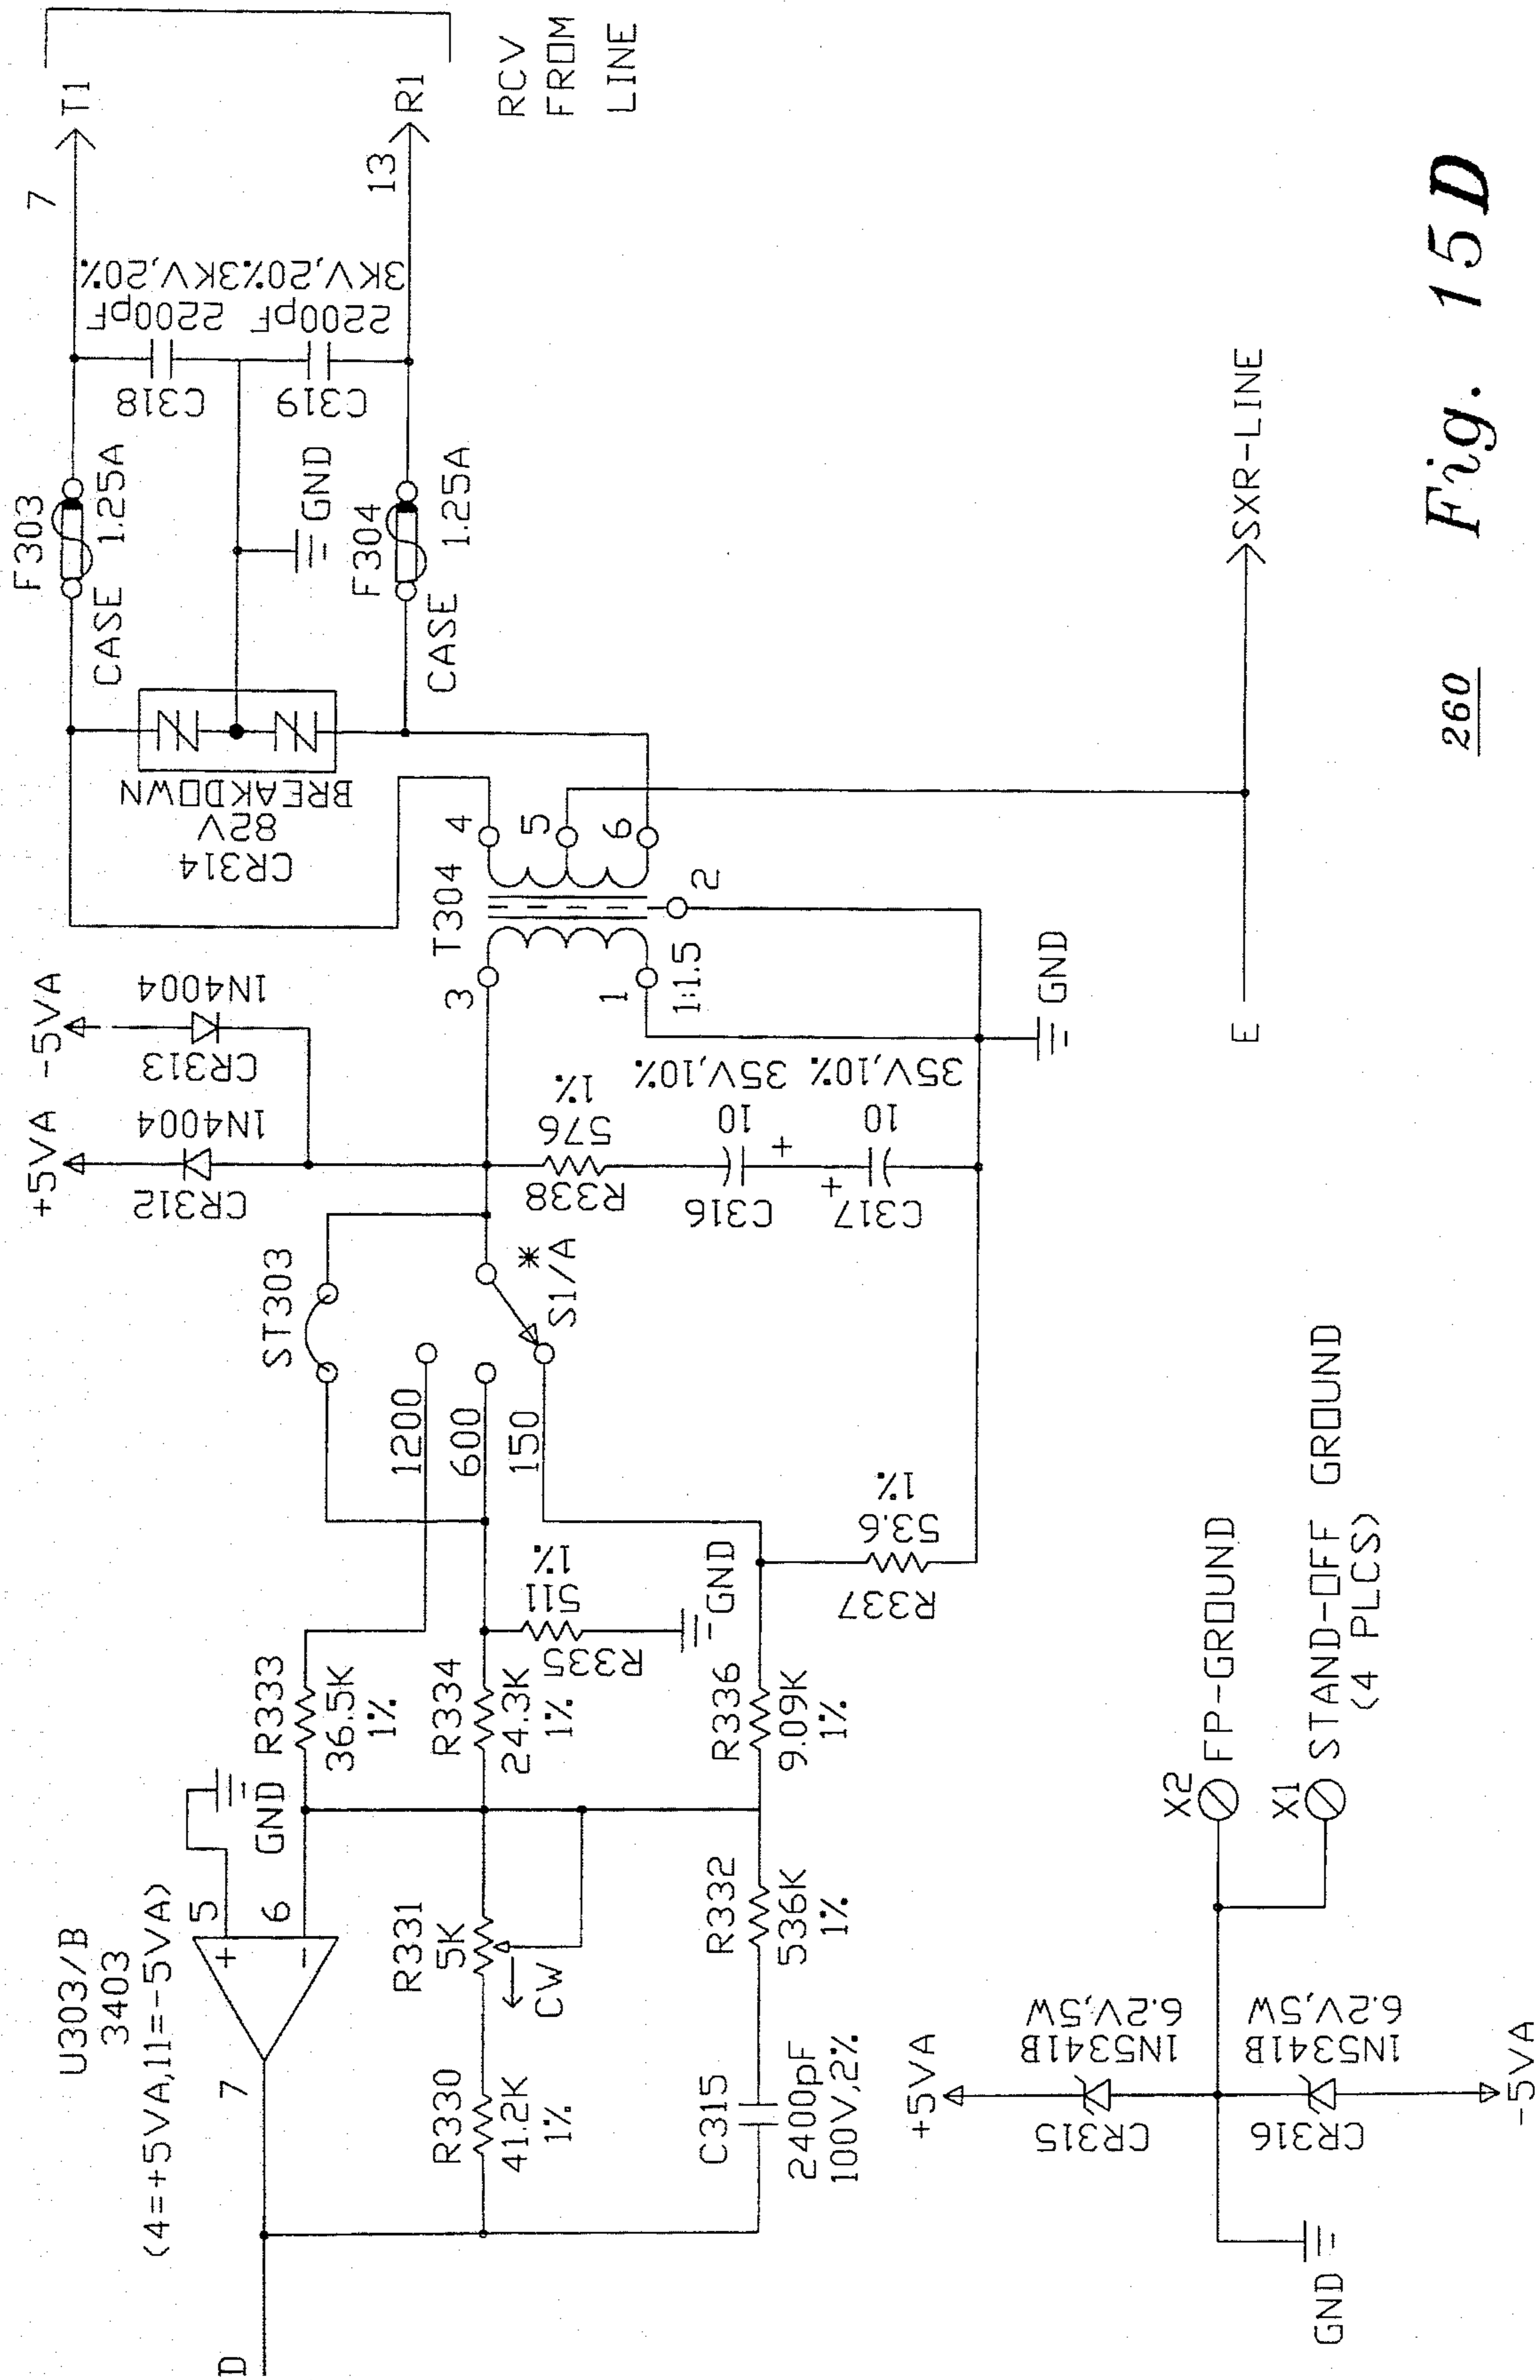 RCV
FROM
LINE
T1
7
R1
13
F303
1.25A
CASE
F304
1.25A
CASE
C318
2200pF
3KV,20%
C319
2200pF
3KV,20%
GND
CR314
82V
BREAKDOWN
T304
4
5
6
3
1
2
1:1.5
+5VA
-5VA
CR312
1N4004
CR313
1N4004
R338
576
1%
C316
10
35V,10%
+
C317
10
35V,10%
+
GND
ST303
*
S1/A
1200
600
150
R337
53.6
1%
R333
36.5K
1%
R334
24.3K
1%
R335
511
1%
GND
R336
9.09K
1%
U303/B
3403
(4=+5VA,11=-5VA)
GND
5
6
7
+
-
R331
5K
CW
R330
41.2K
1%
R332
536K
1%
C315
2400pF
100V,2%
D
E
SXR-LINE
X2
FP-GROUND
X1
STAND-OFF GROUND
(4 PLCS)
+5VA
CR315
1N5341B
6.2V,5W
CR316
1N5341B
6.2V,5W
-5VA
GND
260
Fig. 15D